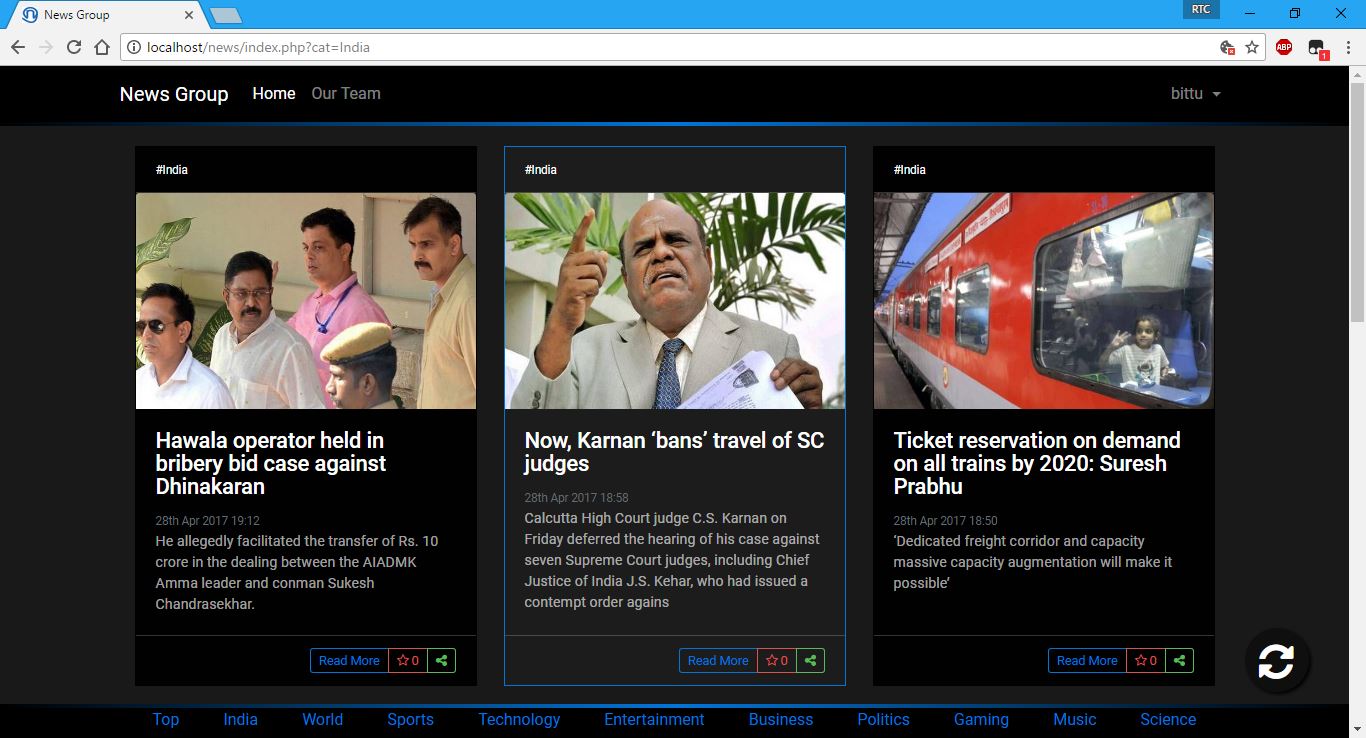 News Group
RTC
localhost/news/index.php?cat=India
ABP
1
News Group
Home
Our Team
bittu
#India
Hawala operator held in
bribery bid case against
Dhinakaran
28th Apr 2017 19:12
He allegedly facilitated the transfer of Rs. 10
crore in the dealing between the AIADMK
Amma leader and conman Sukesh
Chandrasekhar.
Read More
0
#India
Now, Karnan ‘bans’ travel of SC
judges
28th Apr 2017 18:58
Calcutta High Court judge C.S. Karnan on
Friday deferred the hearing of his case against
seven Supreme Court judges, including Chief
Justice of India J.S. Kehar, who had issued a
contempt order agains
Read More
0
#India
Ticket reservation on demand
on all trains by 2020: Suresh
Prabhu
28th Apr 2017 18:50
‘Dedicated freight corridor and capacity
massive capacity augmentation will make it
possible’
Read More
0
Top
India
World
Sports
Technology
Entertainment
Business
Politics
Gaming
Music
Science